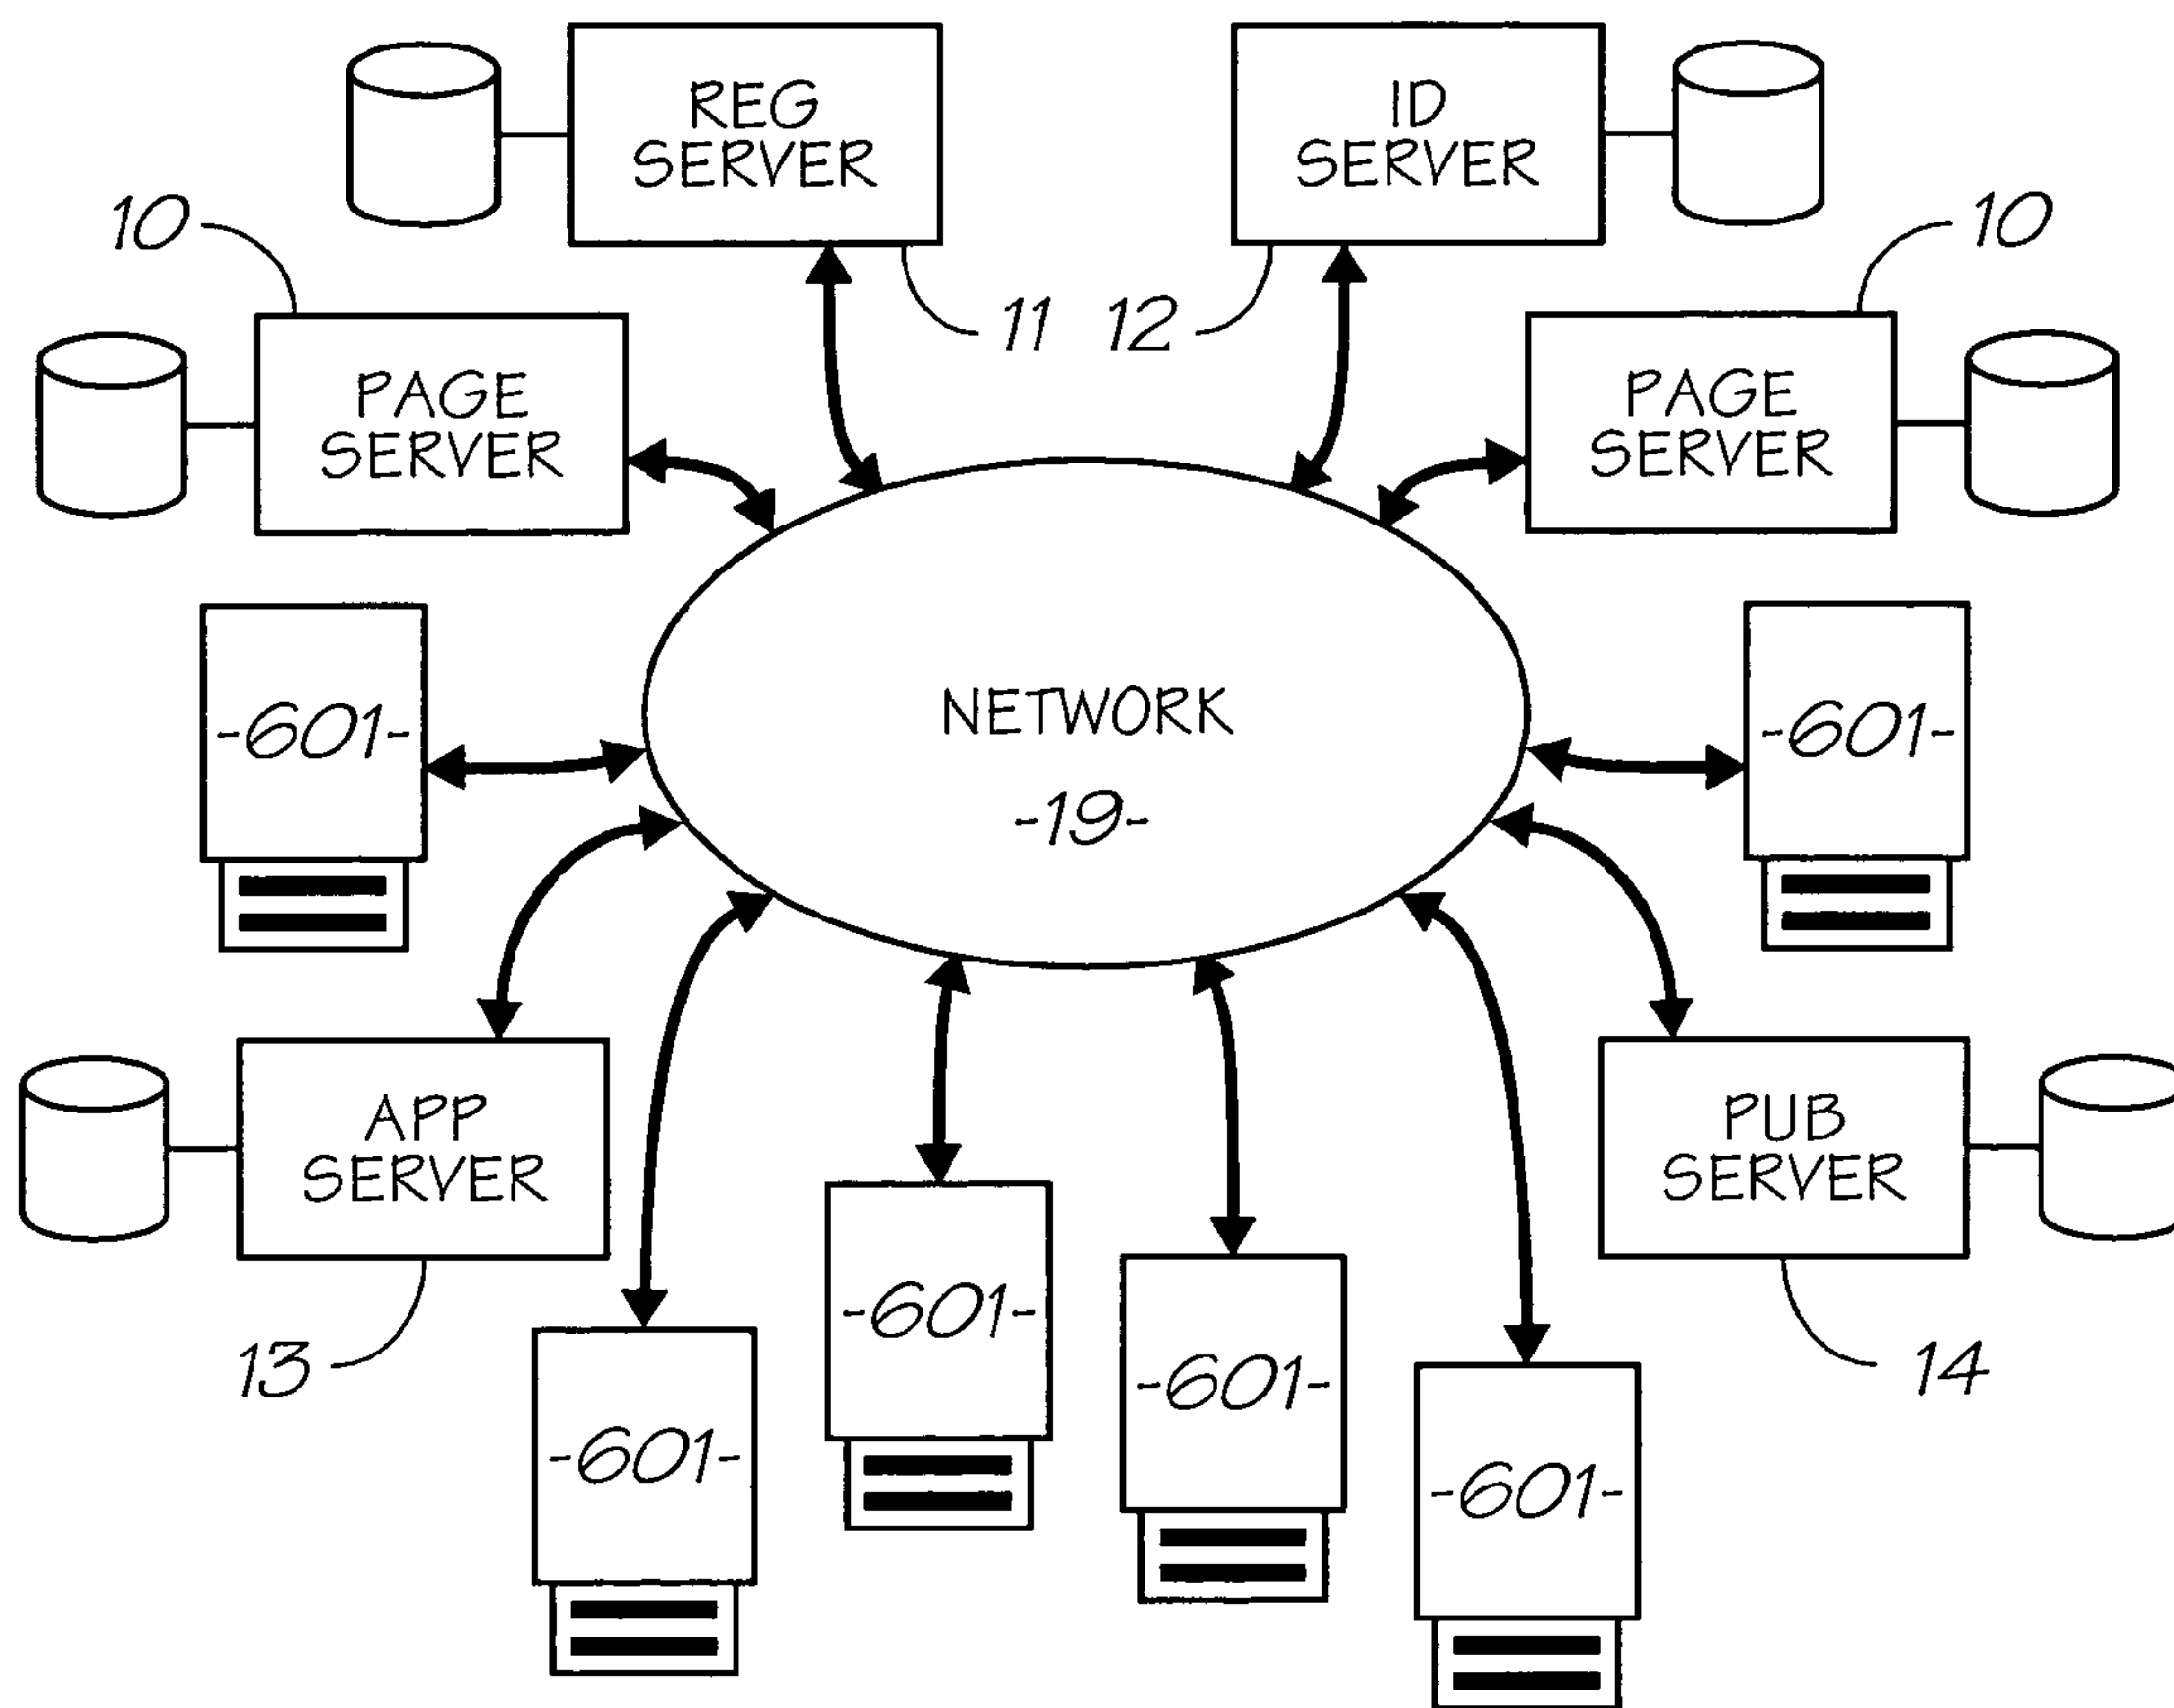 REG
SERVER
ID
SERVER
10
10
11
12
PAGE
SERVER
PAGE
SERVER
-601-
NETWORK
-19-
-601-
APP
SERVER
PUB
SERVER
-601-
13
-601-
14
-601-
-601-